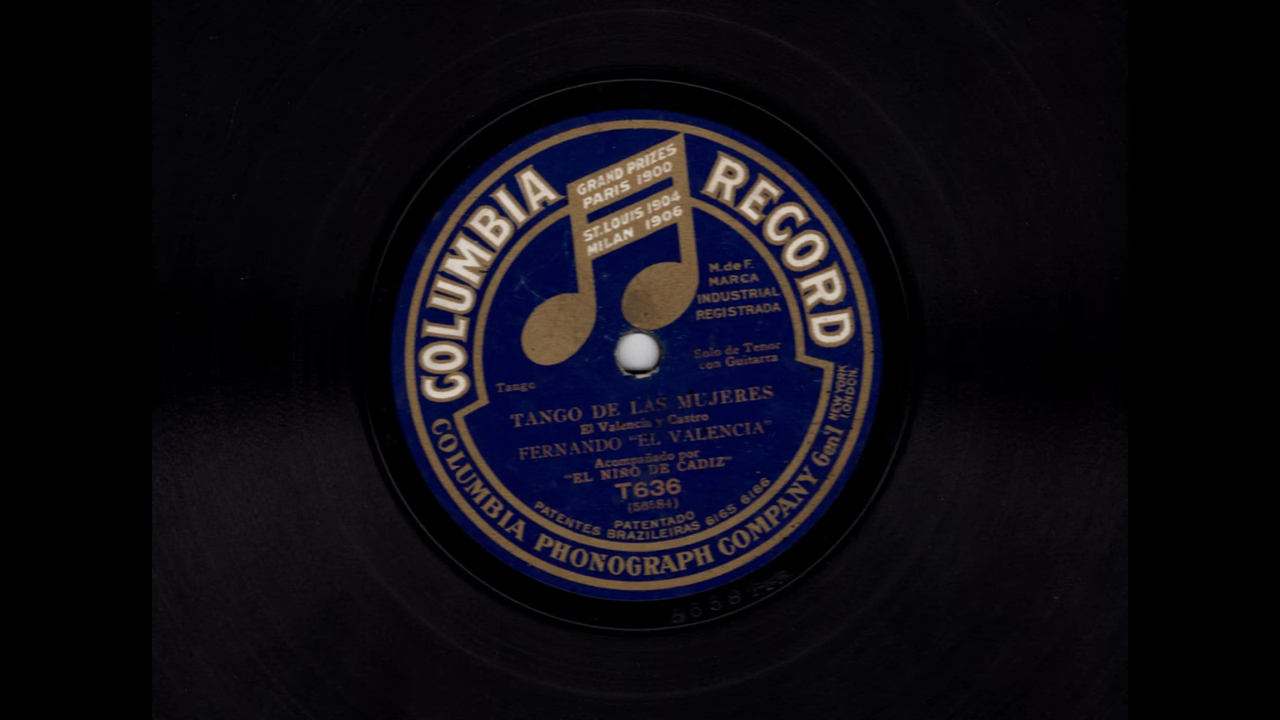 COLUMBIA RECORD
GRAND PRIZES
PARIS 1900
ST. LOUIS 1904
MILAN 1906
M. de F.
MARCA
INDUSTRIAL
REGISTRADA
Solo de Tenor
con Guitarra
Tango
TANGO DE LAS MUJERES
El Valencia y Castro
FERNANDO "EL VALENCIA"
Acompañado por
"EL NIÑO DE CADIZ"
T636
(56584)
PATENTADO
PATENTES BRAZILEIRAS 6165 6166
COLUMBIA PHONOGRAPH COMPANY Gen'l
NEW YORK
LONDON.